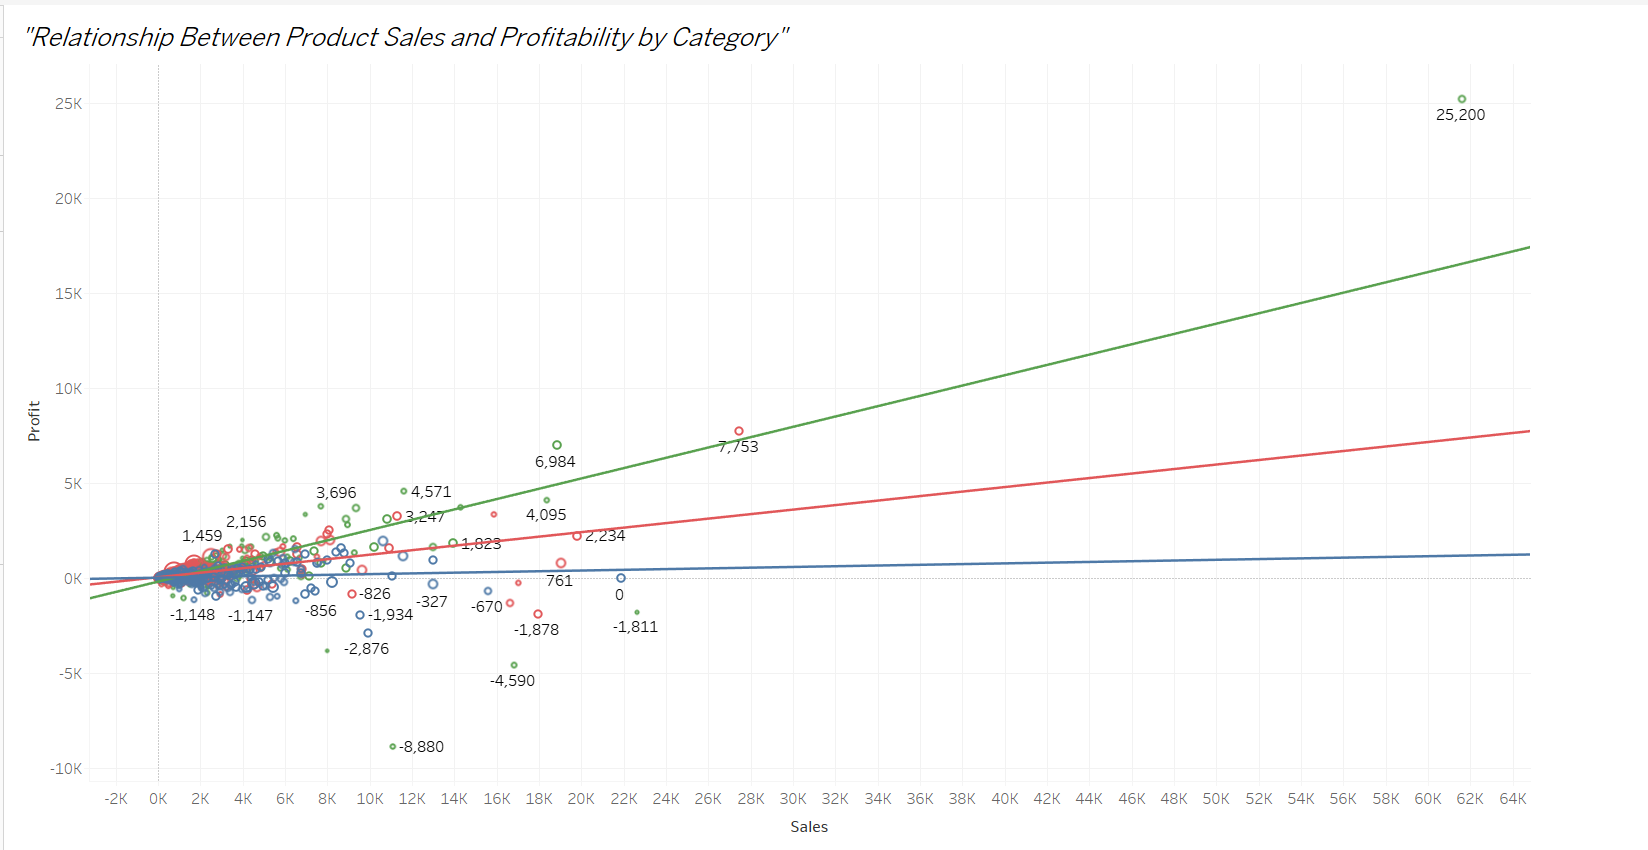 "Relationship Between Product Sales and Profitability by Category"
25K
25,200
20K
15K
10K
Profit
7,753
6,984
5K
3,696
4,571
4,095
3,247
2,156
1,459
1,823
2,234
0K
761
0
-826
-327
-670
-1,148
-1,147
-856
-1,934
-1,878
-1,811
-2,876
-5K
-4,590
-8,880
-10K
-2K 0K 2K 4K 6K 8K 10K 12K 14K 16K 18K 20K 22K 24K 26K 28K 30K 32K 34K 36K 38K 40K 42K 44K 46K 48K 50K 52K 54K 56K 58K 60K 62K 64K
Sales